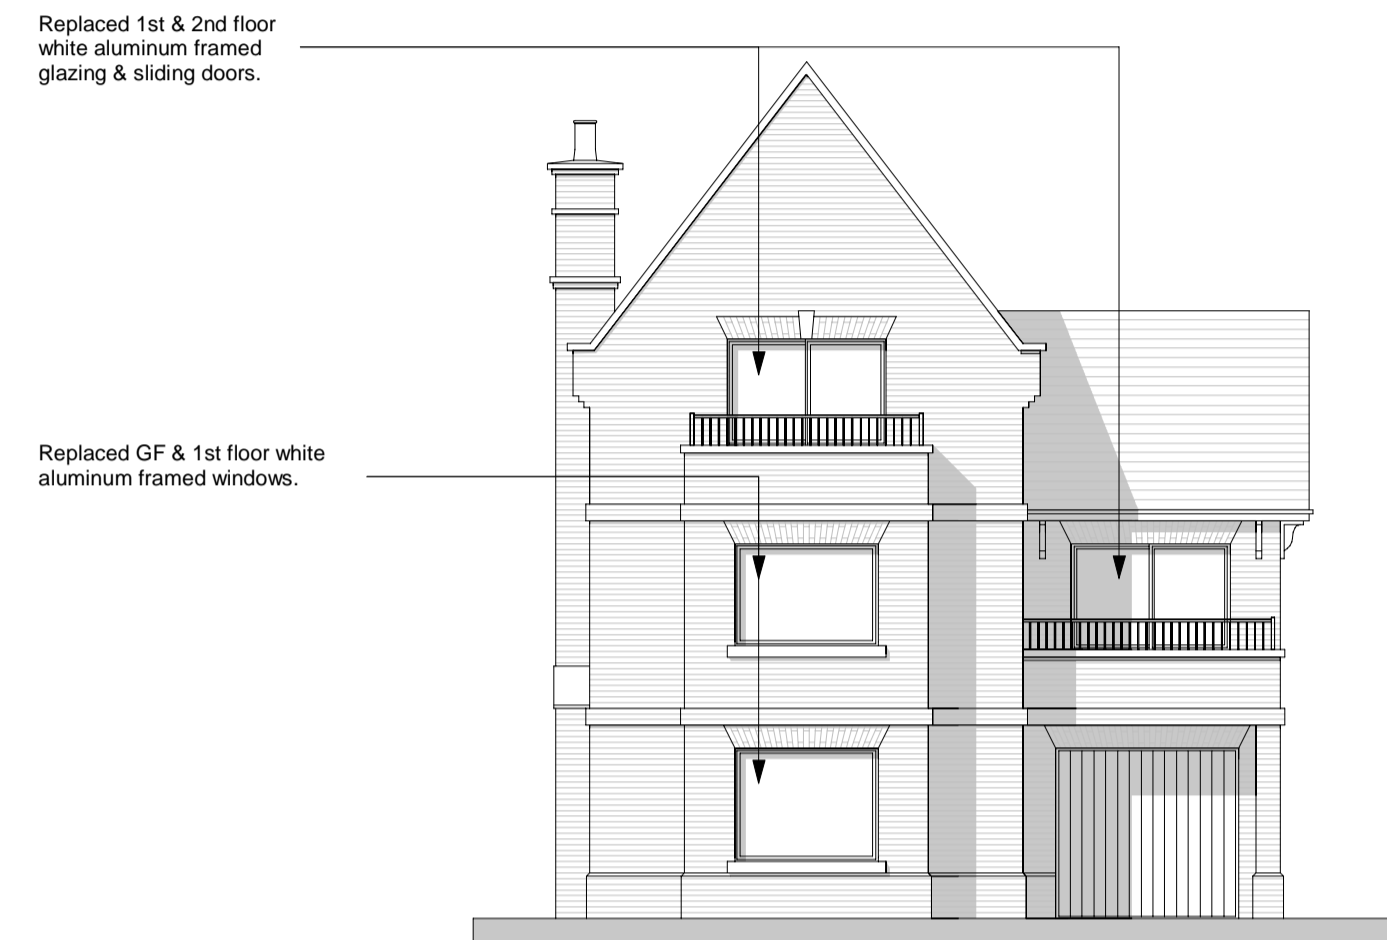 Replaced 1st & 2nd floor
white aluminum framed
glazing & sliding doors.
Replaced GF & 1st floor white
aluminum framed windows.